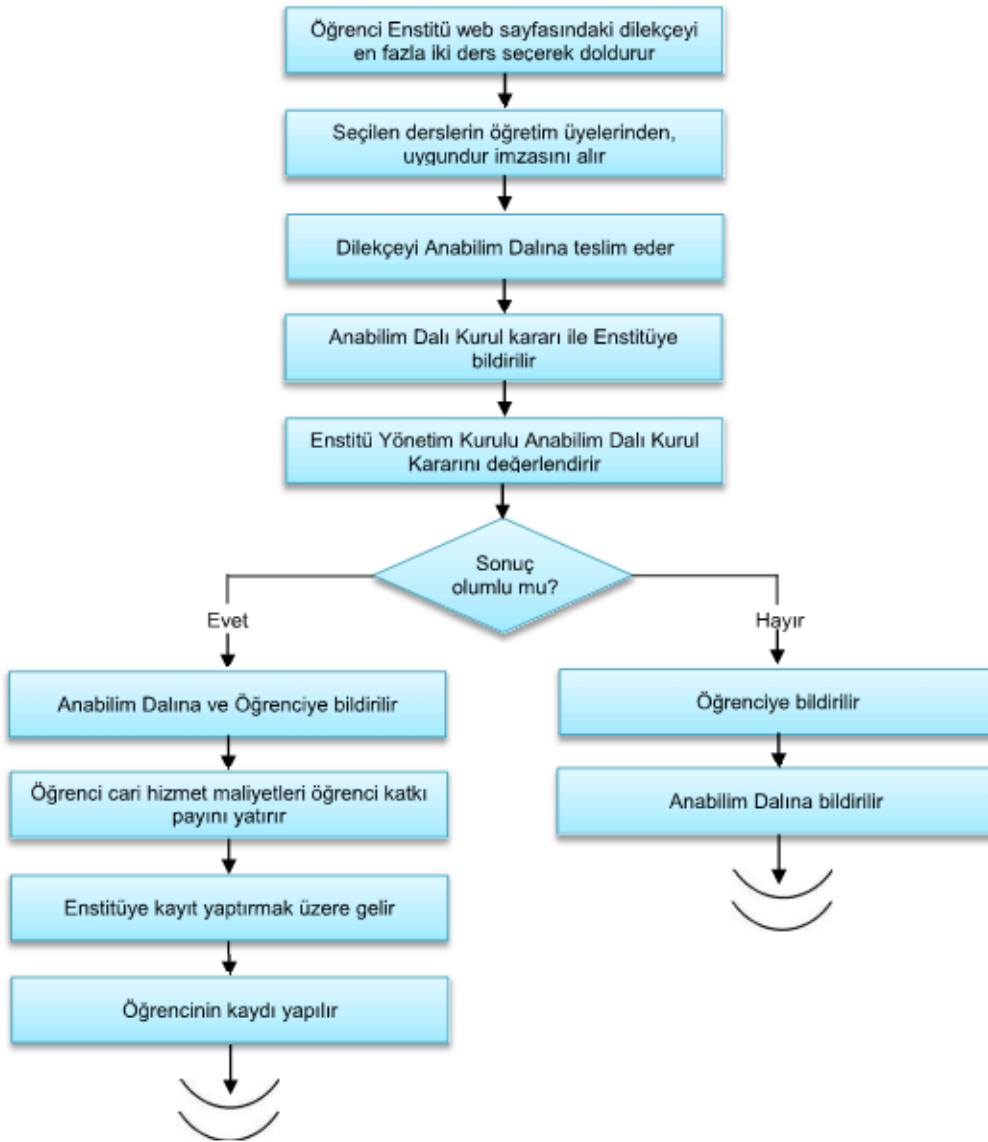 Öğrenci Enstitü web sayfasındaki dilekçeyi
en fazla iki ders seçerek doldurur
Seçilen derslerin öğretim üyelerinden,
uygundur imzasını alır
Dilekçeyi Anabilim Dalına teslim eder
Anabilim Dalı Kurul kararı ile Enstitüye
bildirilir
Enstitü Yönetim Kurulu Anabilim Dalı Kurul
Kararını değerlendirir
Sonuç
olumlu mu?
Evet
Hayır
Anabilim Dalına ve Öğrenciye bildirilir
Öğrenci cari hizmet maliyetleri öğrenci katkı
payını yatırır
Enstitüye kayıt yaptırmak üzere gelir
Öğrencinin kaydı yapılır
Öğrenciye bildirilir
Anabilim Dalına bildirilir